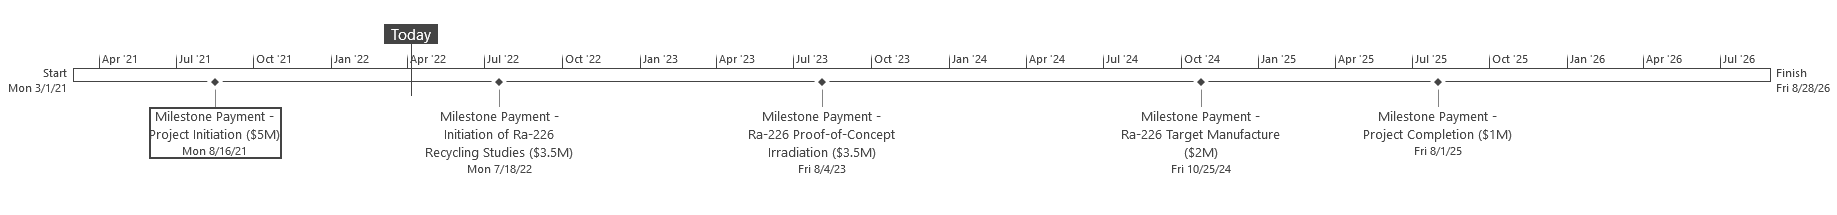 Today
Apr '21
Jul '21
Oct '21
Jan '22
Apr '22
Jul '22
Oct '22
Jan '23
Apr '23
Jul '23
Oct '23
Jan '24
Apr '24
Jul '24
Oct '24
Jan '25
Apr '25
Jul '25
Oct '25
Jan '26
Apr '26
Jul '26
Start
Mon 3/1/21
Finish
Fri 8/28/26
Milestone Payment -
Project Initiation ($5M)
Mon 8/16/21
Milestone Payment -
Initiation of Ra-226
Recycling Studies ($3.5M)
Mon 7/18/22
Milestone Payment -
Ra-226 Proof-of-Concept
Irradiation ($3.5M)
Fri 8/4/23
Milestone Payment -
Ra-226 Target Manufacture
($2M)
Fri 10/25/24
Milestone Payment -
Project Completion ($1M)
Fri 8/1/25